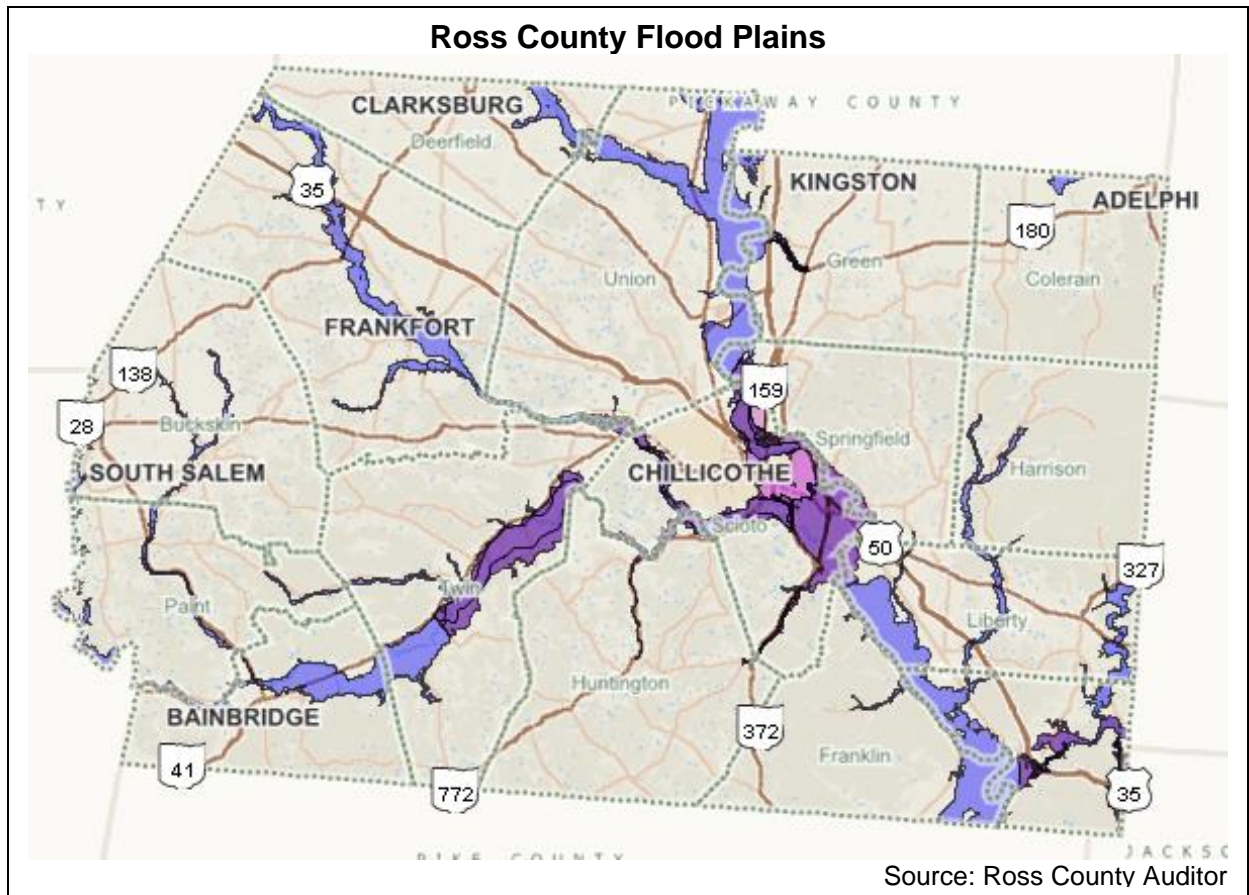 Ross County Flood Plains
CLARKSBURG
PICKAWAY COUNTY
Deerfield
35
KINGSTON
ADELPHI
TY
180
Union
Green
Colerain
FRANKFORT
138
159
28
Buckskin
Springfield
SOUTH SALEM
CHILLICOTHE
Harrison
Scioto
50
327
Twin
Paint
Liberty
Huntington
BAINBRIDGE
372
Franklin
41
772
35
PIKE COUNTY
JACKSO
Source: Ross County Auditor